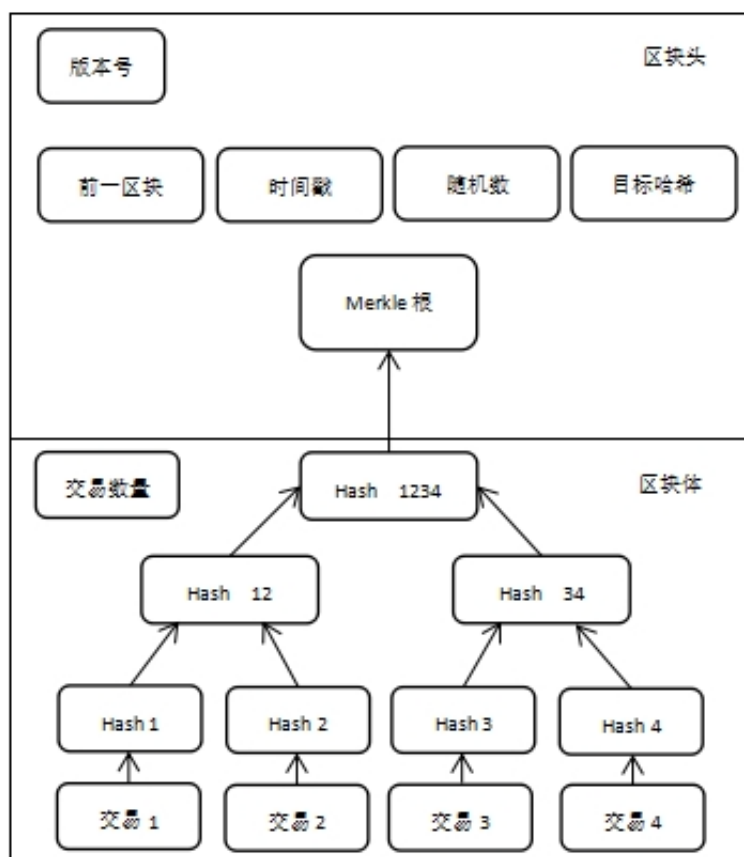 版本号
区块头
前一区块
时间戳
随机数
目标哈希
Merkle 根
交易数量
区块体
Hash 1234
Hash 12
Hash 34
Hash 1
Hash 2
Hash 3
Hash 4
交易 1
交易 2
交易 3
交易 4